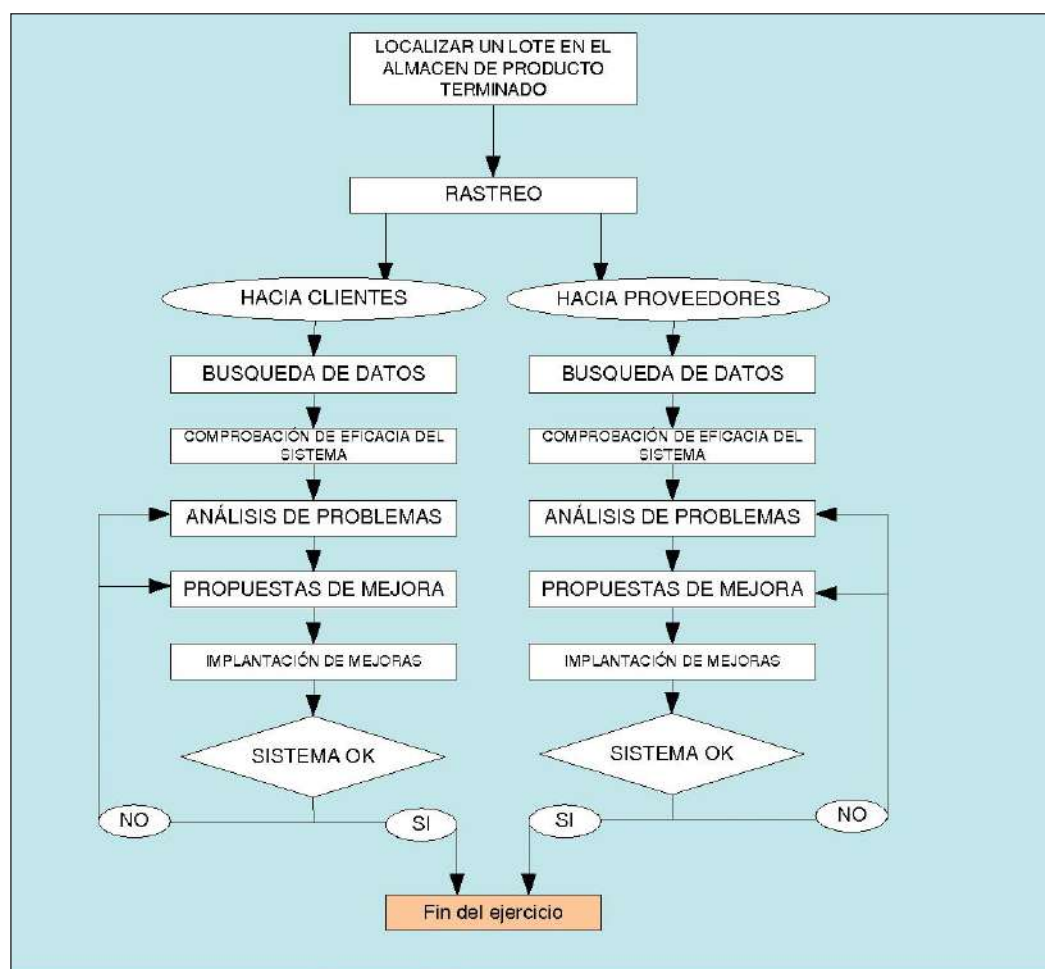 LOCALIZAR UN LOTE EN EL
ALMACEN DE PRODUCTO
TERMINADO
RASTREO
HACIA CLIENTES
HACIA PROVEEDORES
BUSQUEDA DE DATOS
BUSQUEDA DE DATOS
COMPROBACIÓN DE EFICACIA DEL
SISTEMA
COMPROBACIÓN DE EFICACIA DEL
SISTEMA
ANÁLISIS DE PROBLEMAS
ANÁLISIS DE PROBLEMAS
PROPUESTAS DE MEJORA
PROPUESTAS DE MEJORA
IMPLANTACIÓN DE MEJORAS
IMPLANTACIÓN DE MEJORAS
SISTEMA OK
SISTEMA OK
NO
SI
SI
NO
Fin del ejercicio